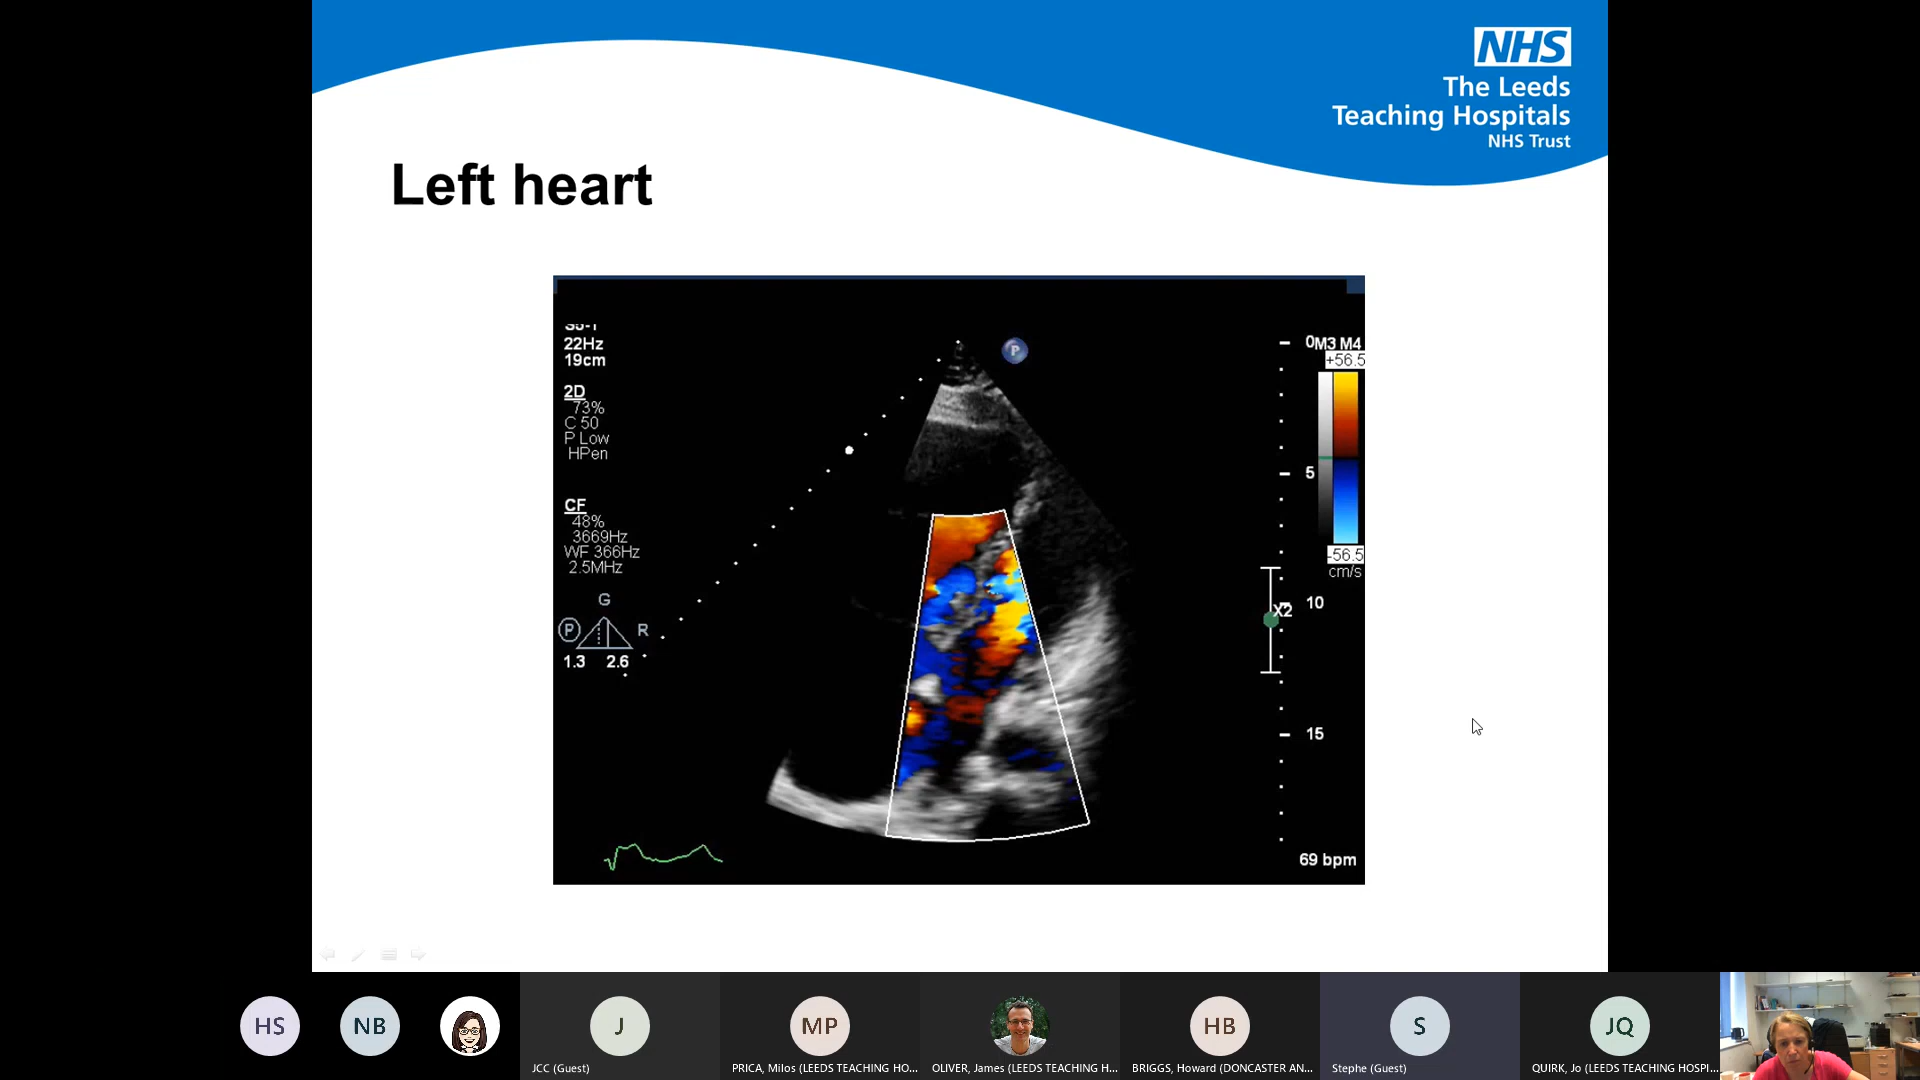 NHS
The Leeds
Teaching Hospitals
NHS Trust
Left heart
22Hz
19cm
2D
73%
C 50
P Low
HPen
CF
48%
3669Hz
WF 366Hz
2.5MHz
G
P
R
1.3 2.6
P
0
M3 M4
+56.5
-56.5
cm/s
5
10
X2
15
69 bpm
HS
NB
J
JCC (Guest)
MP
PRICA, Milos (LEEDS TEACHING HO...
OLIVER, James (LEEDS TEACHING H...
HB
BRIGGS, Howard (DONCASTER AN...
S
Stephe (Guest)
JQ
QUIRK, Jo (LEEDS TEACHING HOSPI...